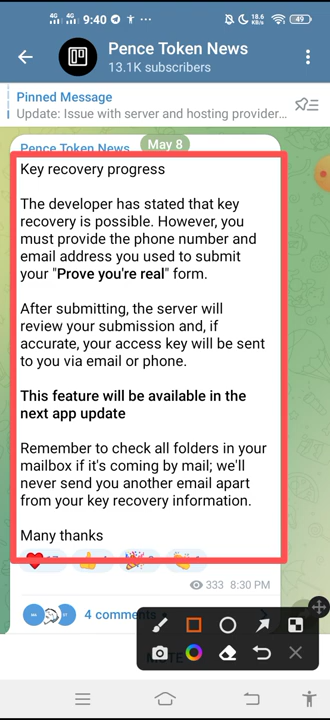 9:40
18.6
KB/s
49
Pence Token News
13.1K subscribers
Pinned Message
Update: Issue with server and hosting provider...
May 8
Pence Token News
Key recovery progress
The developer has stated that key
recovery is possible. However, you
must provide the phone number and
email address you used to submit
your "Prove you're real" form.
After submitting, the server will
review your submission and, if
accurate, your access key will be sent
to you via email or phone.
This feature will be available in the
next app update
Remember to check all folders in your
mailbox if it's coming by mail; we'll
never send you another email apart
from your key recovery information.
Many thanks
333 8:30 PM
4 comments